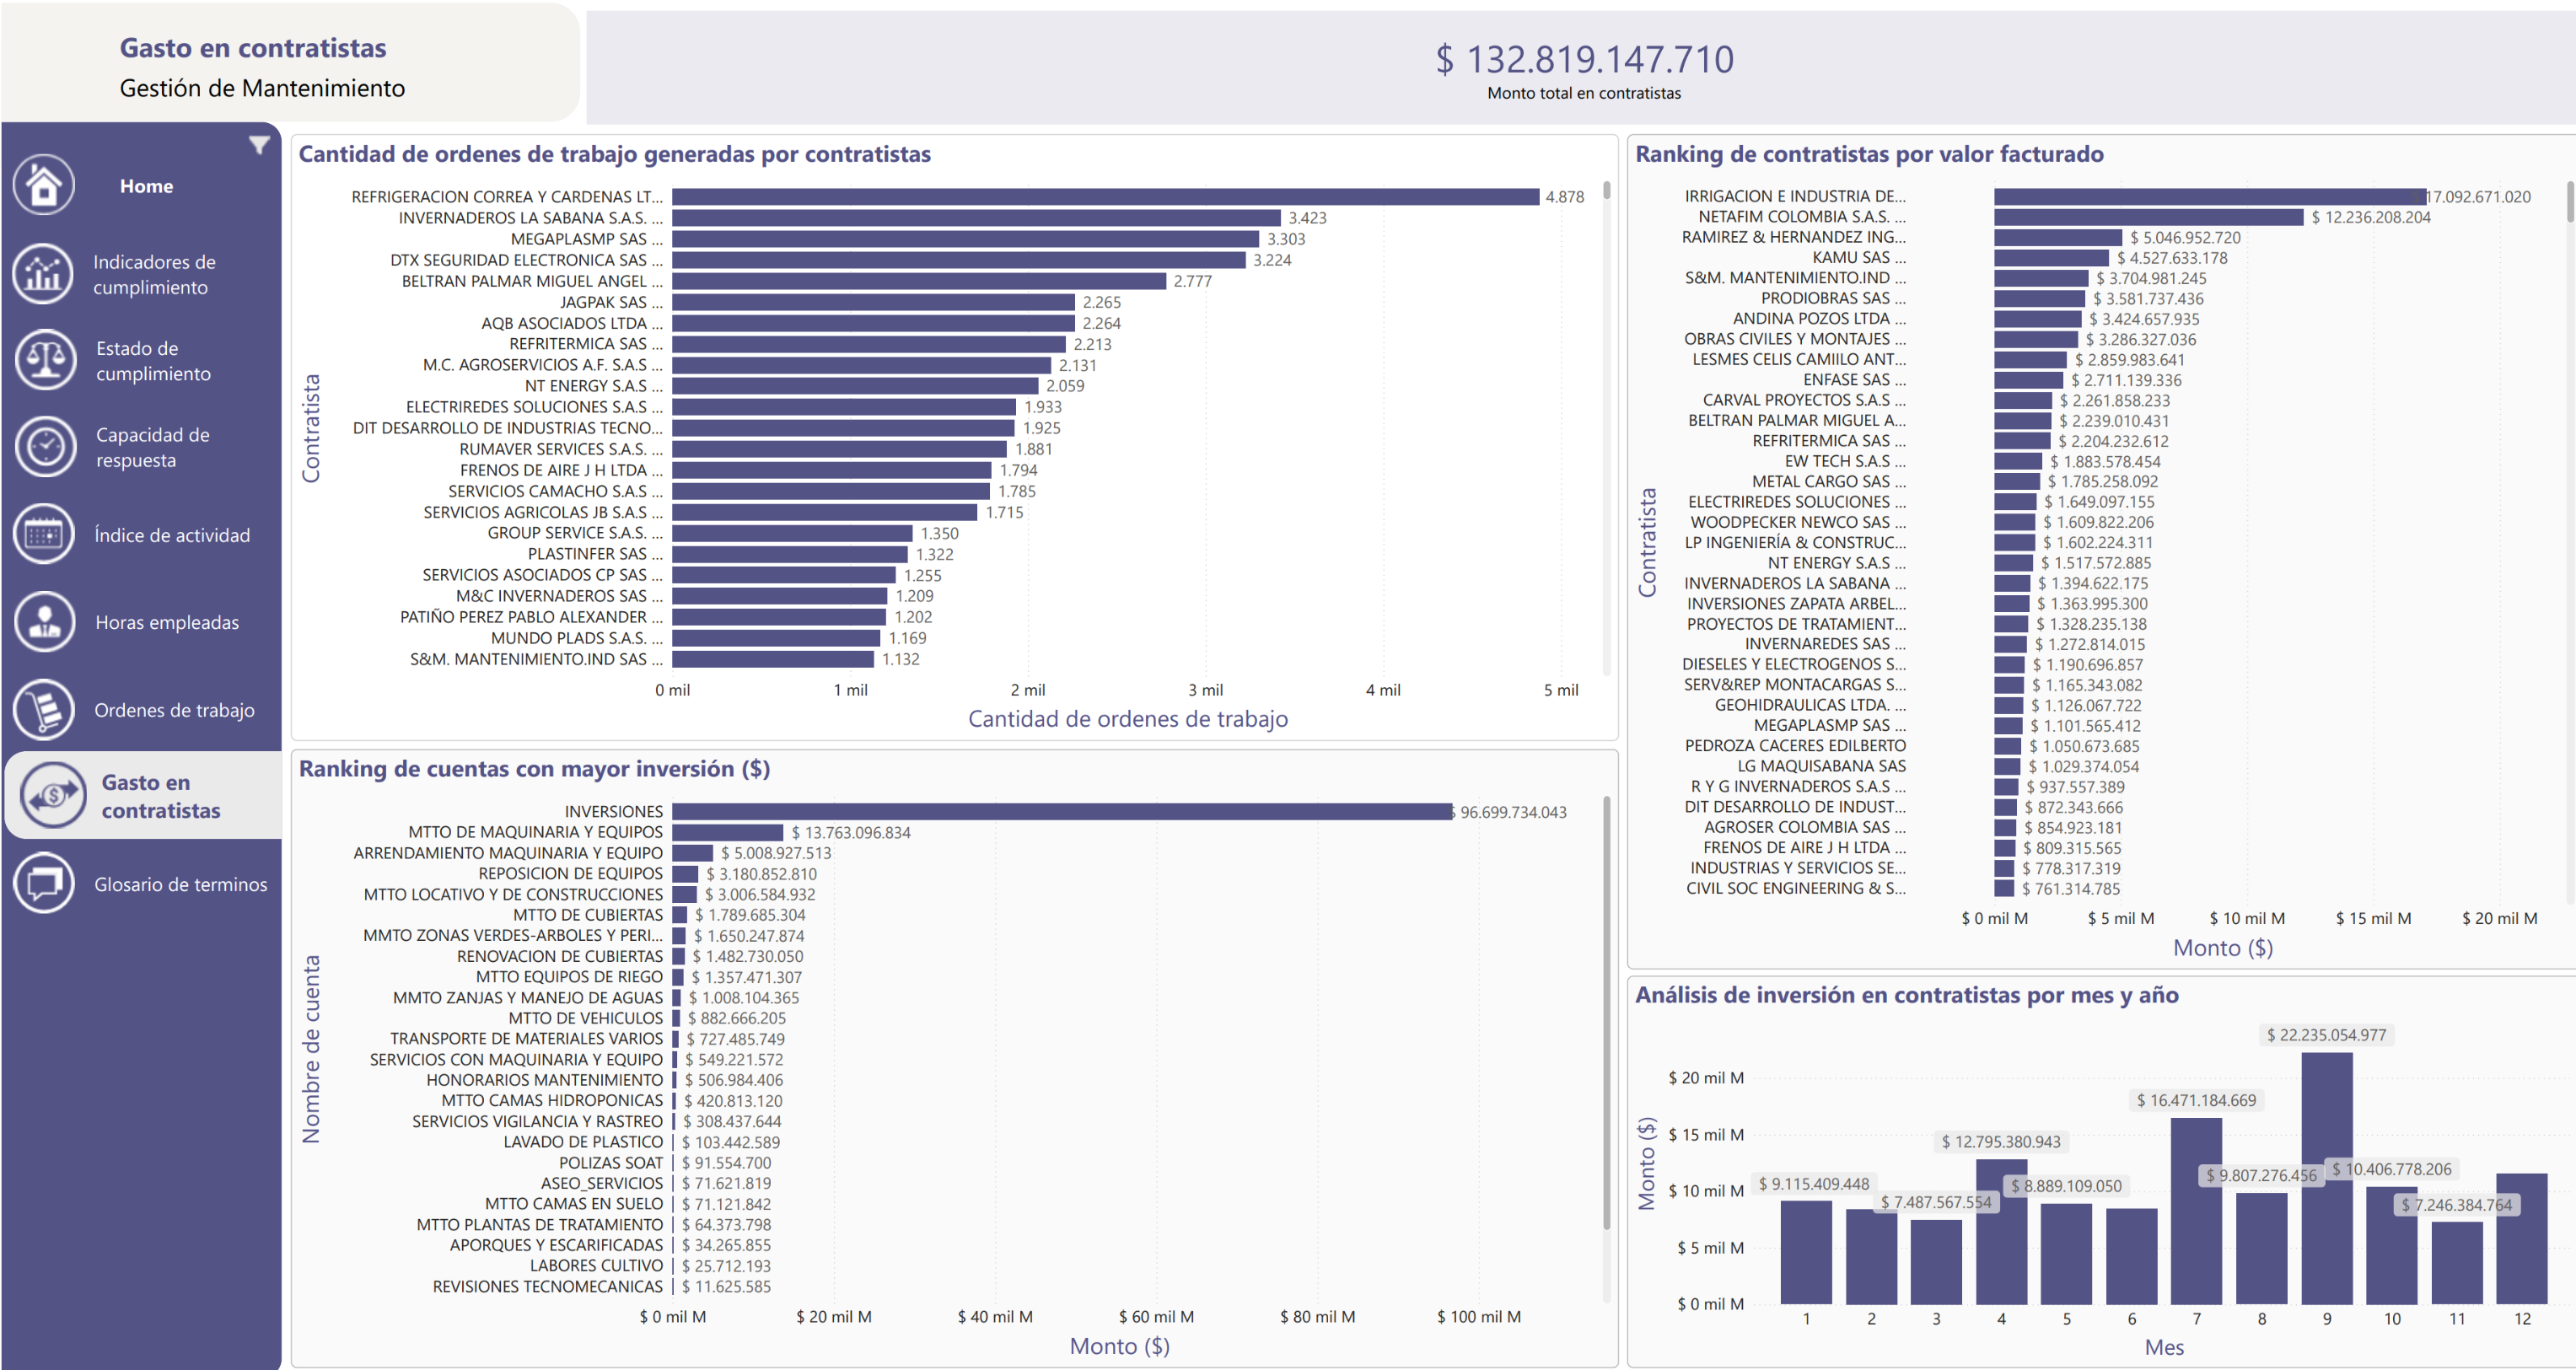 Gasto en contratistas
Gestión de Mantenimiento
$ 132.819.147.710
Monto total en contratistas
Home
Indicadores de
cumplimiento
Estado de
cumplimiento
Capacidad de
respuesta
Índice de actividad
Horas empleadas
Ordenes de trabajo
Gasto en
contratistas
Glosario de terminos
Cantidad de ordenes de trabajo generadas por contratistas
Contratista
REFRIGERACION CORREA Y CARDENAS LT... 4.878
INVERNADEROS LA SABANA S.A.S. ... 3.423
MEGAPLASMP SAS ... 3.303
DTX SEGURIDAD ELECTRONICA SAS ... 3.224
BELTRAN PALMAR MIGUEL ANGEL ... 2.777
JAGPAK SAS ... 2.265
AQB ASOCIADOS LTDA ... 2.264
REFRITERMICA SAS ... 2.213
M.C. AGROSERVICIOS A.F. S.A.S ... 2.131
NT ENERGY S.A.S ... 2.059
ELECTRIREDES SOLUCIONES S.A.S ... 1.933
DIT DESARROLLO DE INDUSTRIAS TECNO... 1.925
RUMAVER SERVICES S.A.S. ... 1.881
FRENOS DE AIRE J H LTDA ... 1.794
SERVICIOS CAMACHO S.A.S ... 1.785
SERVICIOS AGRICOLAS JB S.A.S ... 1.715
GROUP SERVICE S.A.S. ... 1.350
PLASTINFER SAS ... 1.322
SERVICIOS ASOCIADOS CP SAS ... 1.255
M&C INVERNADEROS SAS ... 1.209
PATIÑO PEREZ PABLO ALEXANDER ... 1.202
MUNDO PLADS S.A.S. ... 1.169
S&M. MANTENIMIENTO.IND SAS ... 1.132
0 mil 1 mil 2 mil 3 mil 4 mil 5 mil
Cantidad de ordenes de trabajo
Ranking de cuentas con mayor inversión ($)
Nombre de cuenta
INVERSIONES $ 96.699.734.043
MTTO DE MAQUINARIA Y EQUIPOS $ 13.763.096.834
ARRENDAMIENTO MAQUINARIA Y EQUIPO $ 5.008.927.513
REPOSICION DE EQUIPOS $ 3.180.852.810
MTTO LOCATIVO Y DE CONSTRUCCIONES $ 3.006.584.932
MTTO DE CUBIERTAS $ 1.789.685.304
MMTO ZONAS VERDES-ARBOLES Y PERI... $ 1.650.247.874
RENOVACION DE CUBIERTAS $ 1.482.730.050
MTTO EQUIPOS DE RIEGO $ 1.357.471.307
MMTO ZANJAS Y MANEJO DE AGUAS $ 1.008.104.365
MTTO DE VEHICULOS $ 882.666.205
TRANSPORTE DE MATERIALES VARIOS $ 727.485.749
SERVICIOS CON MAQUINARIA Y EQUIPO $ 549.221.572
HONORARIOS MANTENIMIENTO $ 506.984.406
MTTO CAMAS HIDROPONICAS $ 420.813.120
SERVICIOS VIGILANCIA Y RASTREO $ 308.437.644
LAVADO DE PLASTICO $ 103.442.589
POLIZAS SOAT $ 91.554.700
ASEO_SERVICIOS $ 71.621.819
MTTO CAMAS EN SUELO $ 71.121.842
MTTO PLANTAS DE TRATAMIENTO $ 64.373.798
APORQUES Y ESCARIFICADAS $ 34.265.855
LABORES CULTIVO $ 25.712.193
REVISIONES TECNOMECANICAS $ 11.625.585
$ 0 mil M $ 20 mil M $ 40 mil M $ 60 mil M $ 80 mil M $ 100 mil M
Monto ($)
Ranking de contratistas por valor facturado
Contratista
IRRIGACION E INDUSTRIA DE... 17.092.671.020
NETAFIM COLOMBIA S.A.S. ... $ 12.236.208.204
RAMIREZ & HERNANDEZ ING... $ 5.046.952.720
KAMU SAS ... $ 4.527.633.178
S&M. MANTENIMIENTO.IND ... $ 3.704.981.245
PRODIOBRAS SAS ... $ 3.581.737.436
ANDINA POZOS LTDA ... $ 3.424.657.935
OBRAS CIVILES Y MONTAJES ... $ 3.286.327.036
LESMES CELIS CAMIILO ANT... $ 2.859.983.641
ENFASE SAS ... $ 2.711.139.336
CARVAL PROYECTOS S.A.S ... $ 2.261.858.233
BELTRAN PALMAR MIGUEL A... $ 2.239.010.431
REFRITERMICA SAS ... $ 2.204.232.612
EW TECH S.A.S ... $ 1.883.578.454
METAL CARGO SAS ... $ 1.785.258.092
ELECTRIREDES SOLUCIONES ... $ 1.649.097.155
WOODPECKER NEWCO SAS ... $ 1.609.822.206
LP INGENIERÍA & CONSTRUC... $ 1.602.224.311
NT ENERGY S.A.S ... $ 1.517.572.885
INVERNADEROS LA SABANA ... $ 1.394.622.175
INVERSIONES ZAPATA ARBEL... $ 1.363.995.300
PROYECTOS DE TRATAMIENT... $ 1.328.235.138
INVERNAREDES SAS ... $ 1.272.814.015
DIESELES Y ELECTROGENOS S... $ 1.190.696.857
SERV&REP MONTACARGAS S... $ 1.165.343.082
GEOHIDRAULICAS LTDA. ... $ 1.126.067.722
MEGAPLASMP SAS ... $ 1.101.565.412
PEDROZA CACERES EDILBERTO $ 1.050.673.685
LG MAQUISABANA SAS $ 1.029.374.054
R Y G INVERNADEROS S.A.S ... $ 937.557.389
DIT DESARROLLO DE INDUST... $ 872.343.666
AGROSER COLOMBIA SAS ... $ 854.923.181
FRENOS DE AIRE J H LTDA ... $ 809.315.565
INDUSTRIAS Y SERVICIOS SE... $ 778.317.319
CIVIL SOC ENGINEERING & S... $ 761.314.785
$ 0 mil M $ 5 mil M $ 10 mil M $ 15 mil M $ 20 mil M
Monto ($)
Análisis de inversión en contratistas por mes y año
Monto ($)
$ 22.235.054.977
$ 20 mil M
$ 16.471.184.669
$ 15 mil M
$ 12.795.380.943
$ 10.406.778.206
$ 9.807.276.456
$ 9.115.409.448
$ 8.889.109.050
$ 10 mil M
$ 7.487.567.554
$ 7.246.384.764
$ 5 mil M
$ 0 mil M
1 2 3 4 5 6 7 8 9 10 11 12
Mes